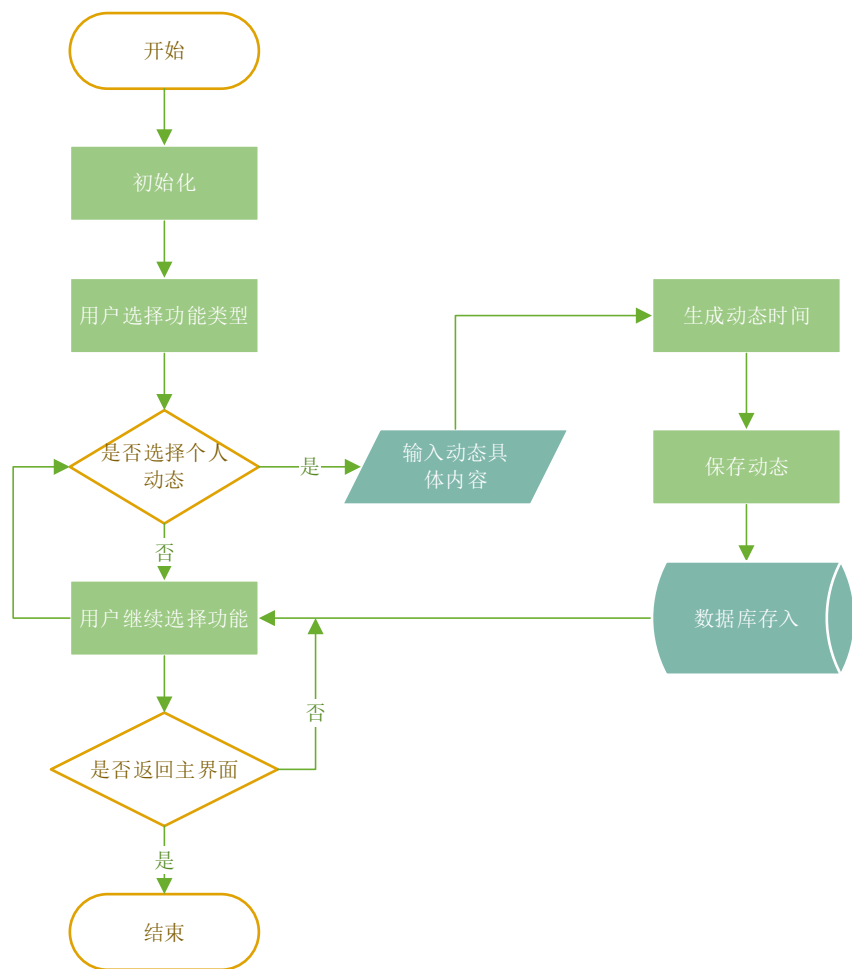 开始
初始化
用户选择功能类型
生成动态时间
是否选择个人
动态
是
输入动态具
体内容
保存动态
否
用户继续选择功能
数据库存入
否
是否返回主界面
是
结束